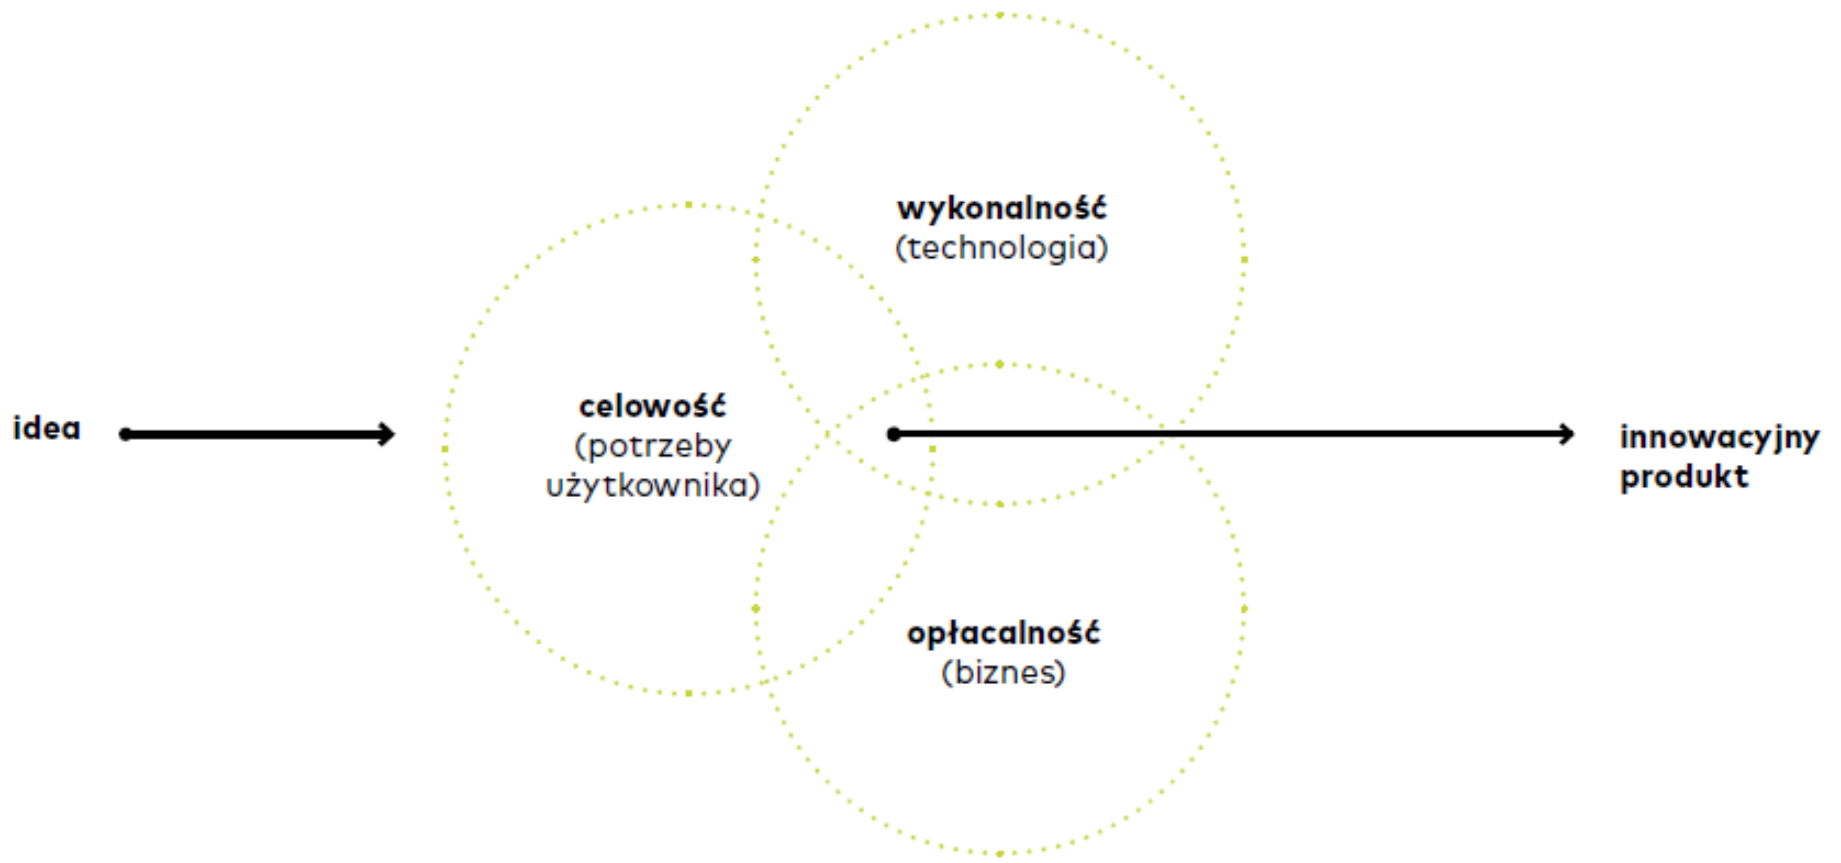 idea
celowość
(potrzeby
użytkownika)
wykonalność
(technologia)
opłacalność
(biznes)
innowacyjny
produkt